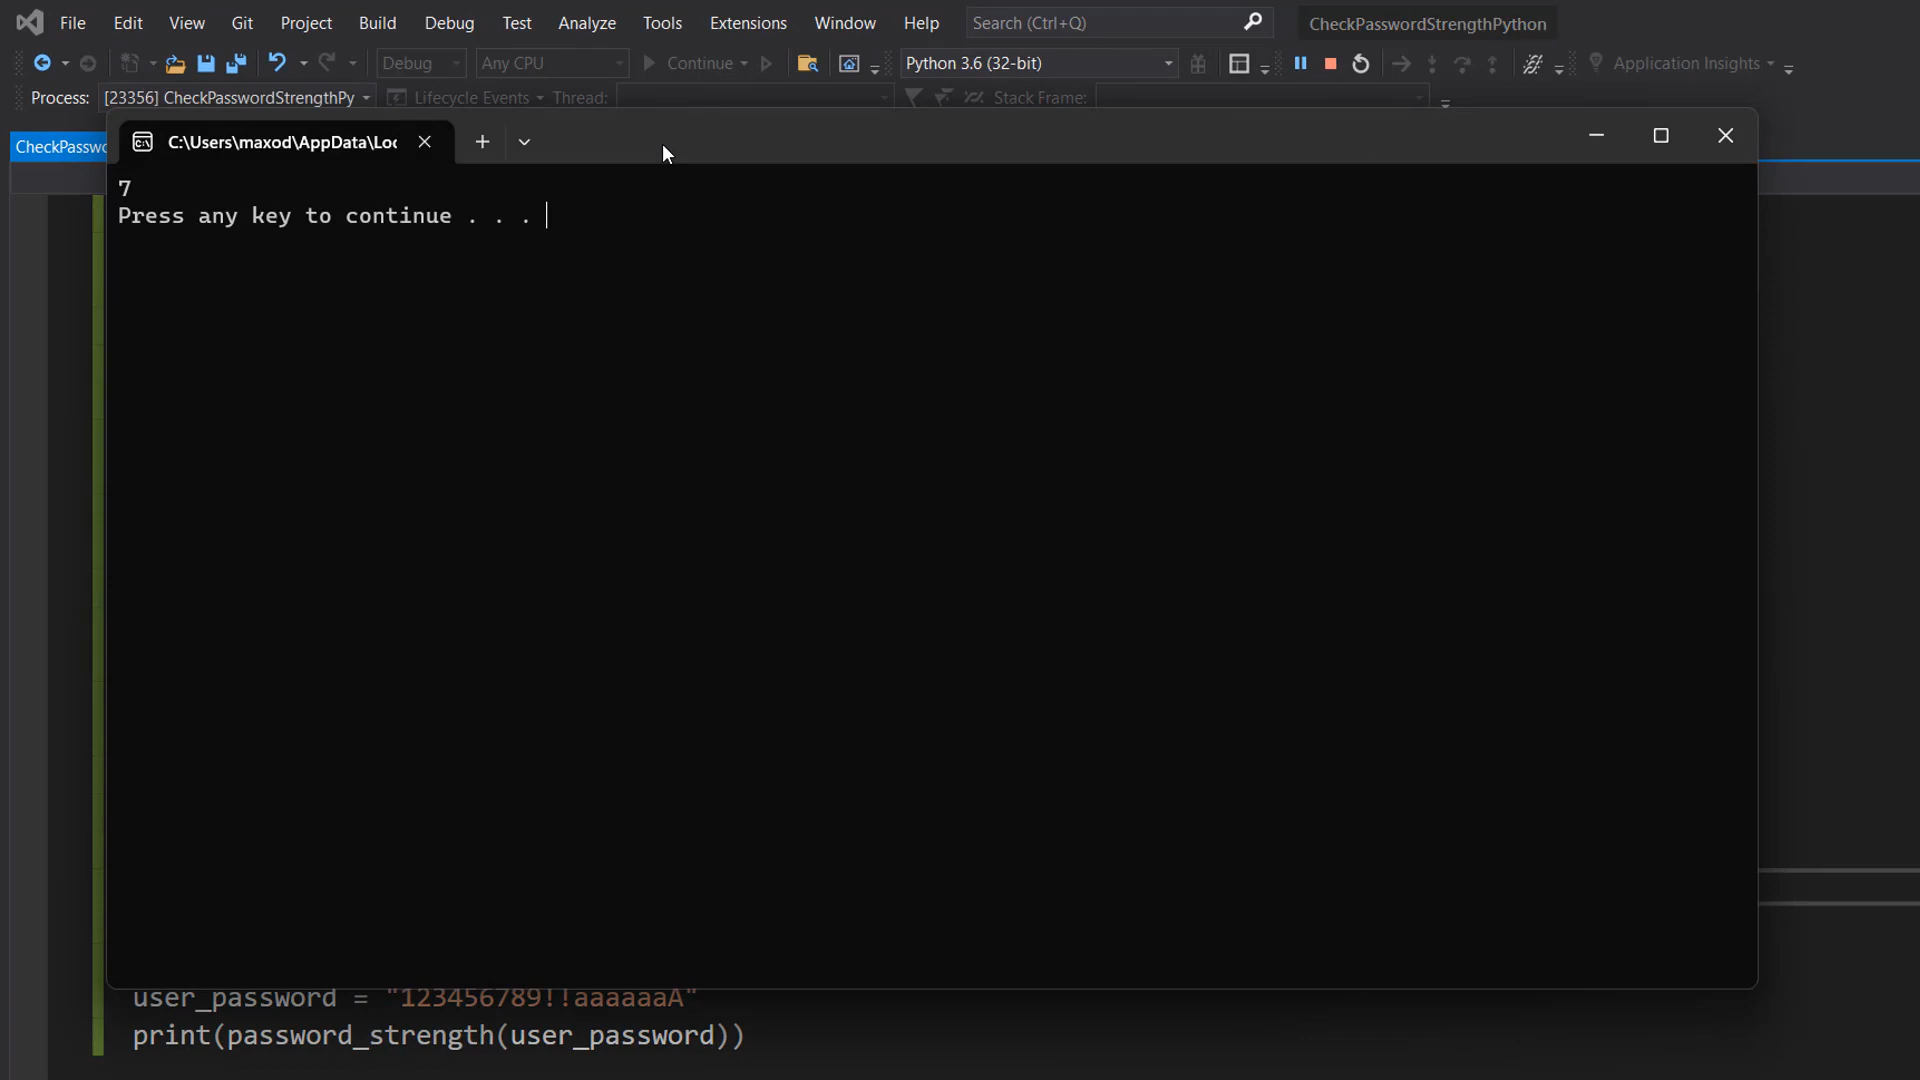 File Edit View Git Project Build Debug Test Analyze Tools Extensions Window Help Search (Ctrl+Q) CheckPasswordStrengthPython
Debug Any CPU Continue Python 3.6 (32-bit) Application Insights
Process: [23356] CheckPasswordStrengthPy Lifecycle Events Thread: Stack Frame:
CheckPasswo
C:\Users\maxod\AppData\Loc
7
Press any key to continue . . .
user_password = "123456789!!aaaaaaA"
print(password_strength(user_password))